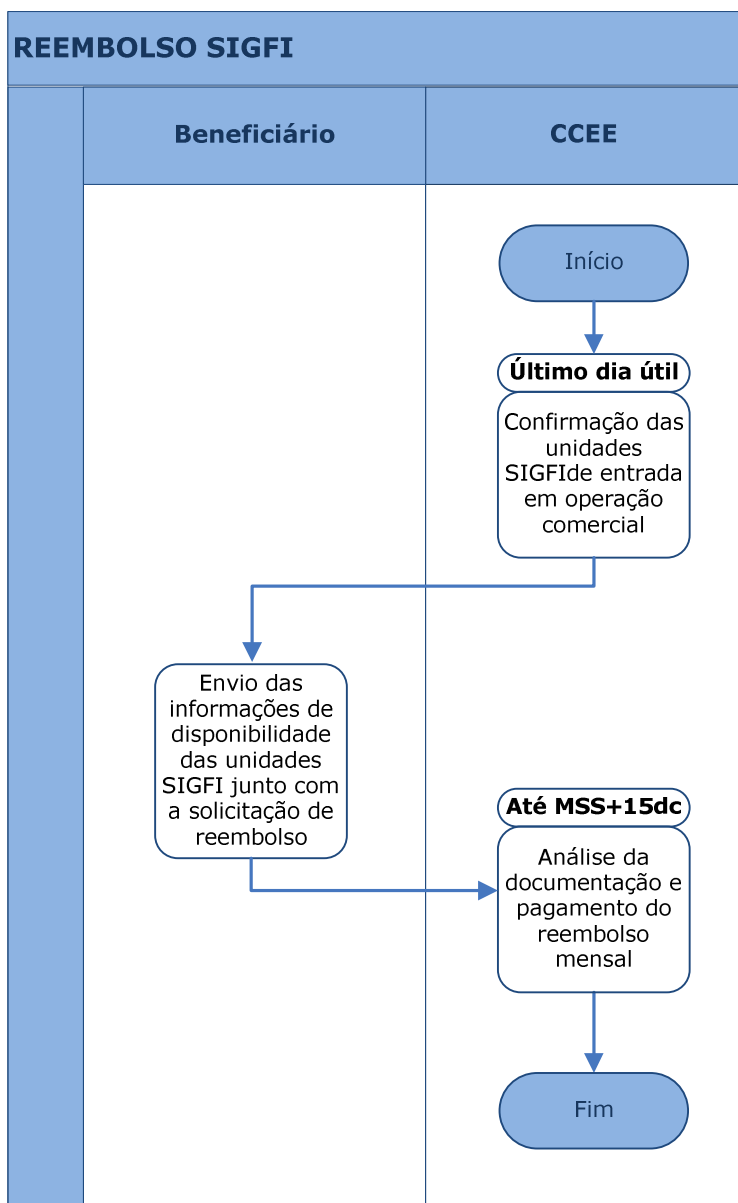 REEMBOLSO SIGFI
Beneficiário
CCEE
Início
Último dia útil
Confirmação das
unidades
SIGFIde entrada
em operação
comercial
Envio das
informações de
disponibilidade
das unidades
SIGFI junto com
a solicitação de
reembolso
Até MSS+15dc
Análise da
documentação e
pagamento do
reembolso
mensal
Fim